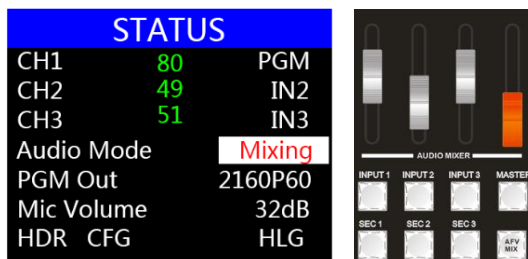 STATUS
CH1 80 PGM
CH2 49 IN2
CH3 51 IN3
Audio Mode Mixing
PGM Out 2160P60
Mic Volume 32dB
HDR CFG HLG
AUDIO MIXER
INPUT 1 INPUT 2 INPUT 3 MASTER
SEC 1 SEC 2 SEC 3
AFV
MIX